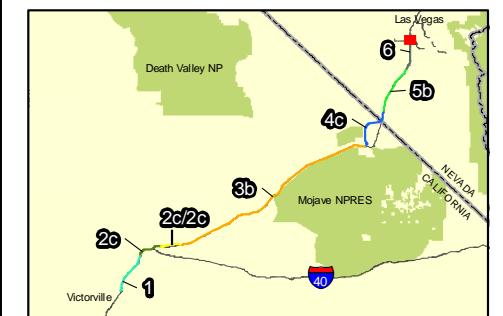 Las Vegas
6
Death Valley NP
5b
4c
NEVADA
CALIFORNIA
3b
Mojave NPRES
2c/2c
2c
40
1
Victorville